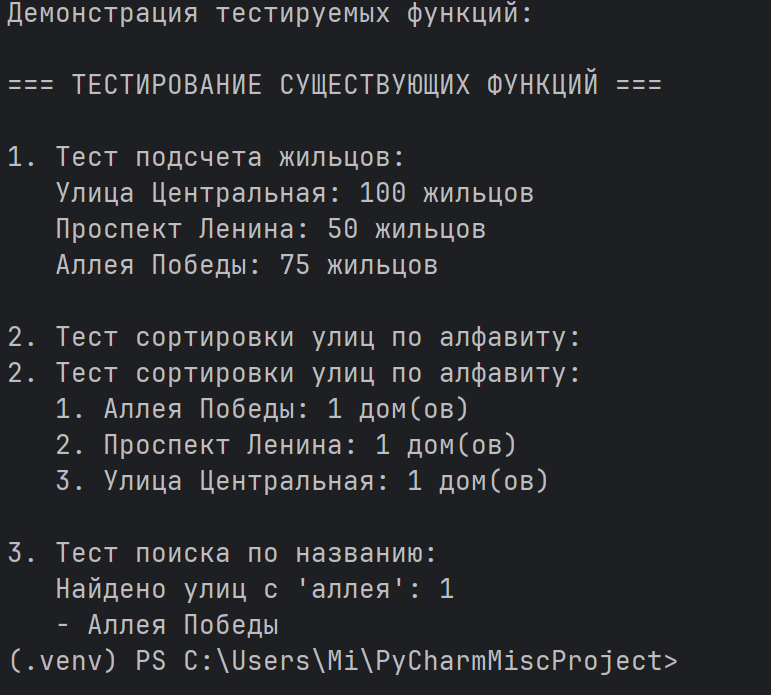 Демонстрация тестируемых функций:
=== ТЕСТИРОВАНИЕ СУЩЕСТВУЮЩИХ ФУНКЦИЙ ===
1. Тест подсчета жильцов:
Улица Центральная: 100 жильцов
Проспект Ленина: 50 жильцов
Аллея Победы: 75 жильцов
2. Тест сортировки улиц по алфавиту:
2. Тест сортировки улиц по алфавиту:
1. Аллея Победы: 1 дом(ов)
2. Проспект Ленина: 1 дом(ов)
3. Улица Центральная: 1 дом(ов)
3. Тест поиска по названию:
Найдено улиц с 'аллея': 1
- Аллея Победы
(.venv) PS C:\Users\Mi\PyCharmMiscProject>